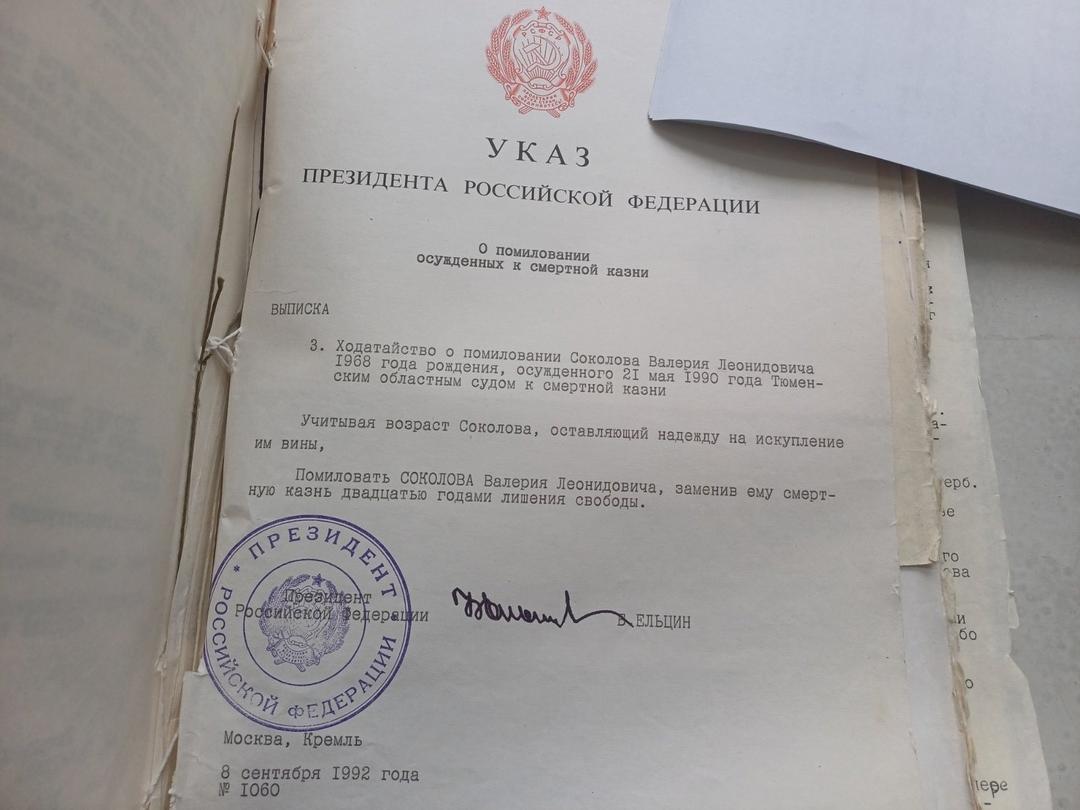 РСФСР
УКАЗ
ПРЕЗИДЕНТА РОССИЙСКОЙ ФЕДЕРАЦИИ
О помиловании
осужденных к смертной казни
ВЫПИСКА
3. Ходатайство о помиловании Соколова Валерия Леонидовича
1968 года рождения, осужденного 21 мая 1990 года Тюмен-
ским областным судом к смертной казни
Учитывая возраст Соколова, оставляющий надежду на искупление
им вины,
Помиловать СОКОЛОВА Валерия Леонидовича, заменив ему смерт-
ную казнь двадцатью годами лишения свободы.
Президент
Российской Федерации
Б.ЕЛЬЦИН
ПРЕЗИДЕНТ
РОССИЙСКОЙ ФЕДЕРАЦИИ
Москва, Кремль
8 сентября 1992 года
№ 1060